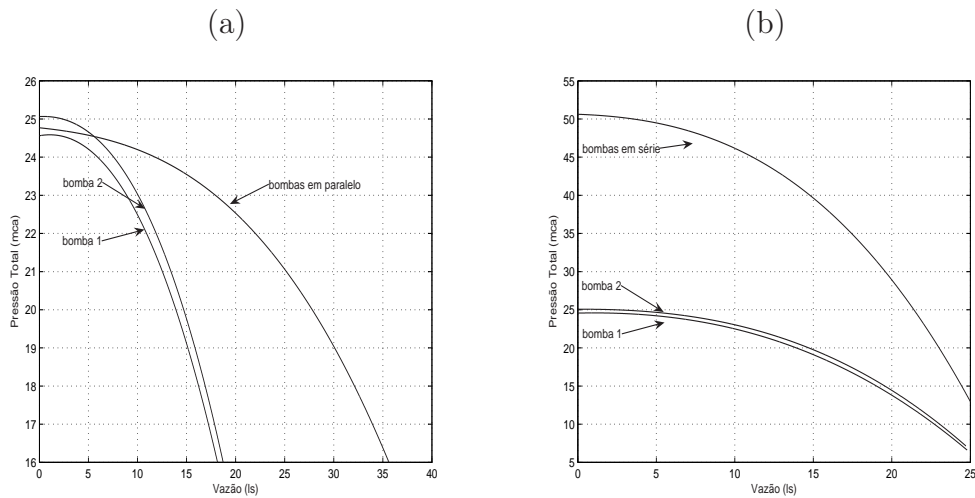 (a)
26
25
24
23
22
21
20
19
18
17
16
0 5 10 15 20 25 30 35 40
Pressão Total (mca)
Vazão (ls)
bomba 2
bomba 1
bombas em paralelo
(b)
55
50
45
40
35
30
25
20
15
10
5
0 5 10 15 20 25
Pressão Total (mca)
Vazão (ls)
bombas em série
bomba 2
bomba 1